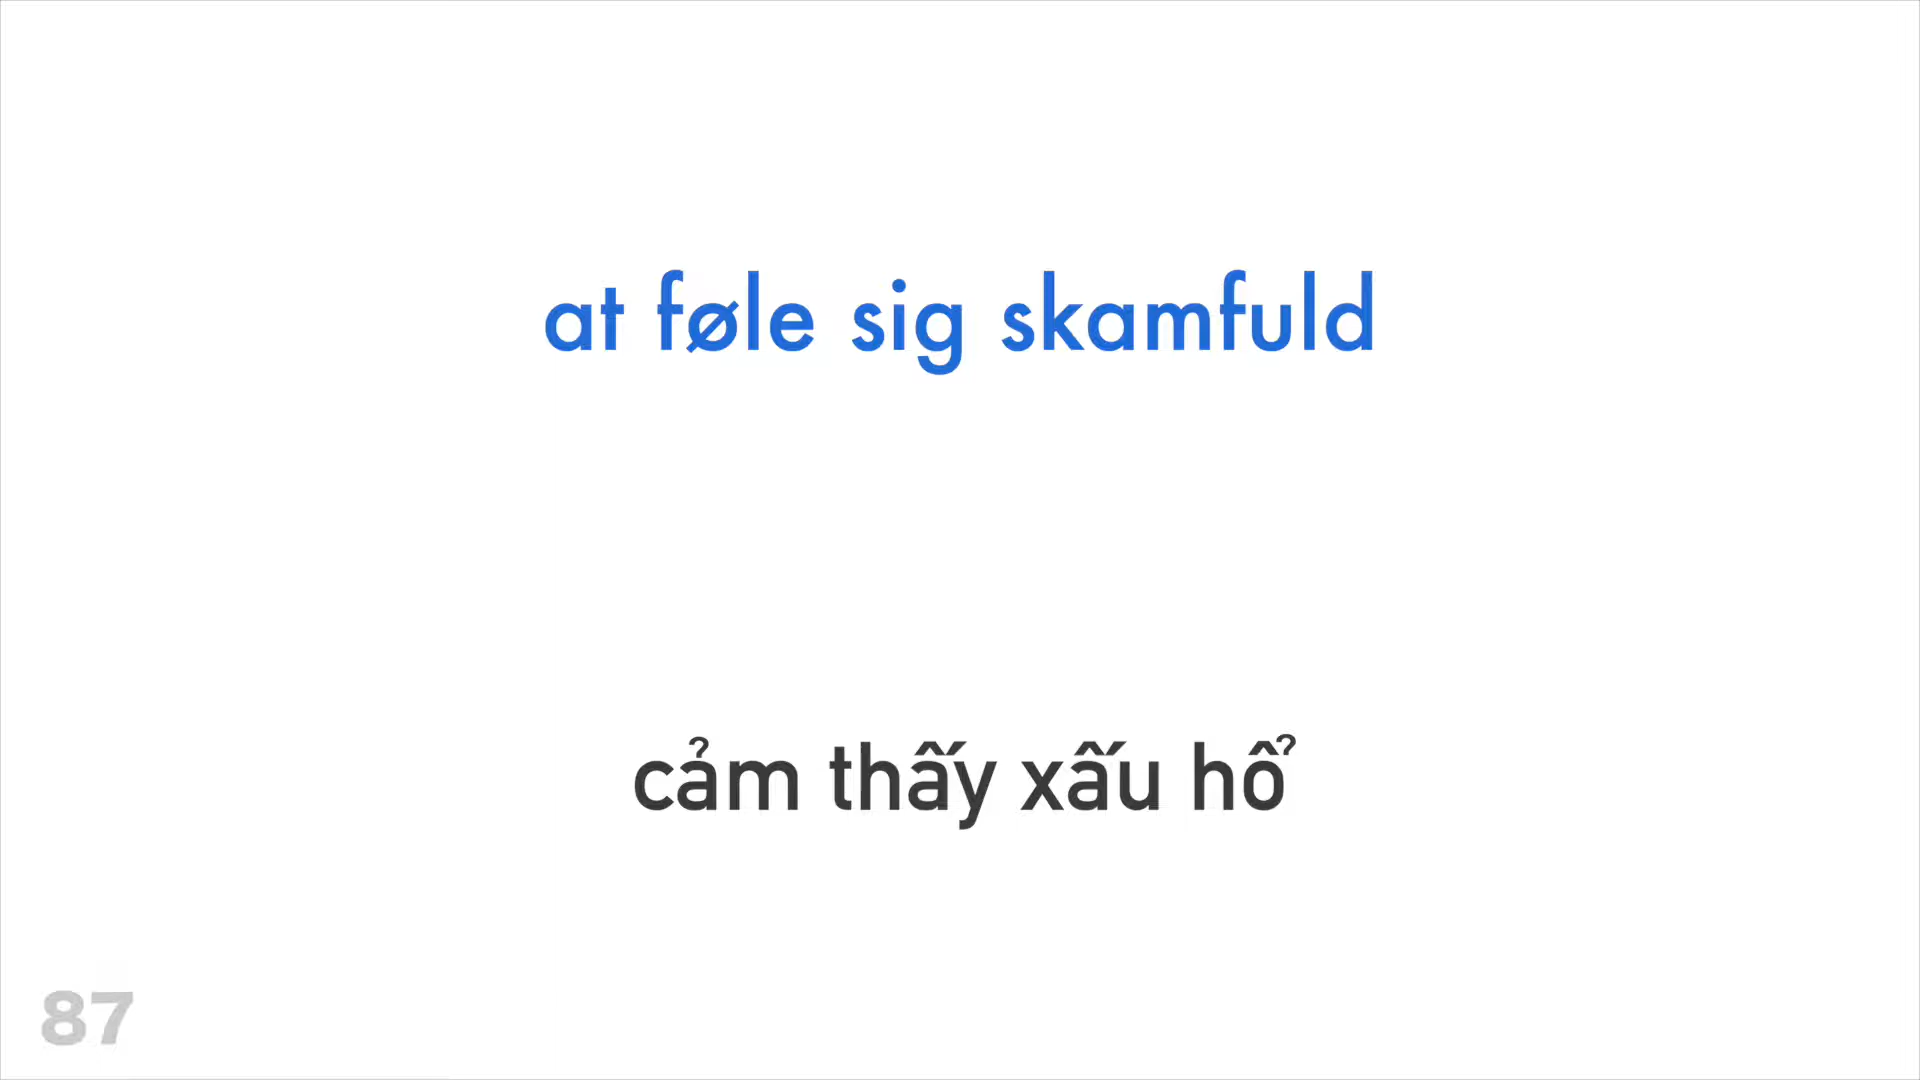 at føle sig skamfuld
cảm thấy xấu hổ
87